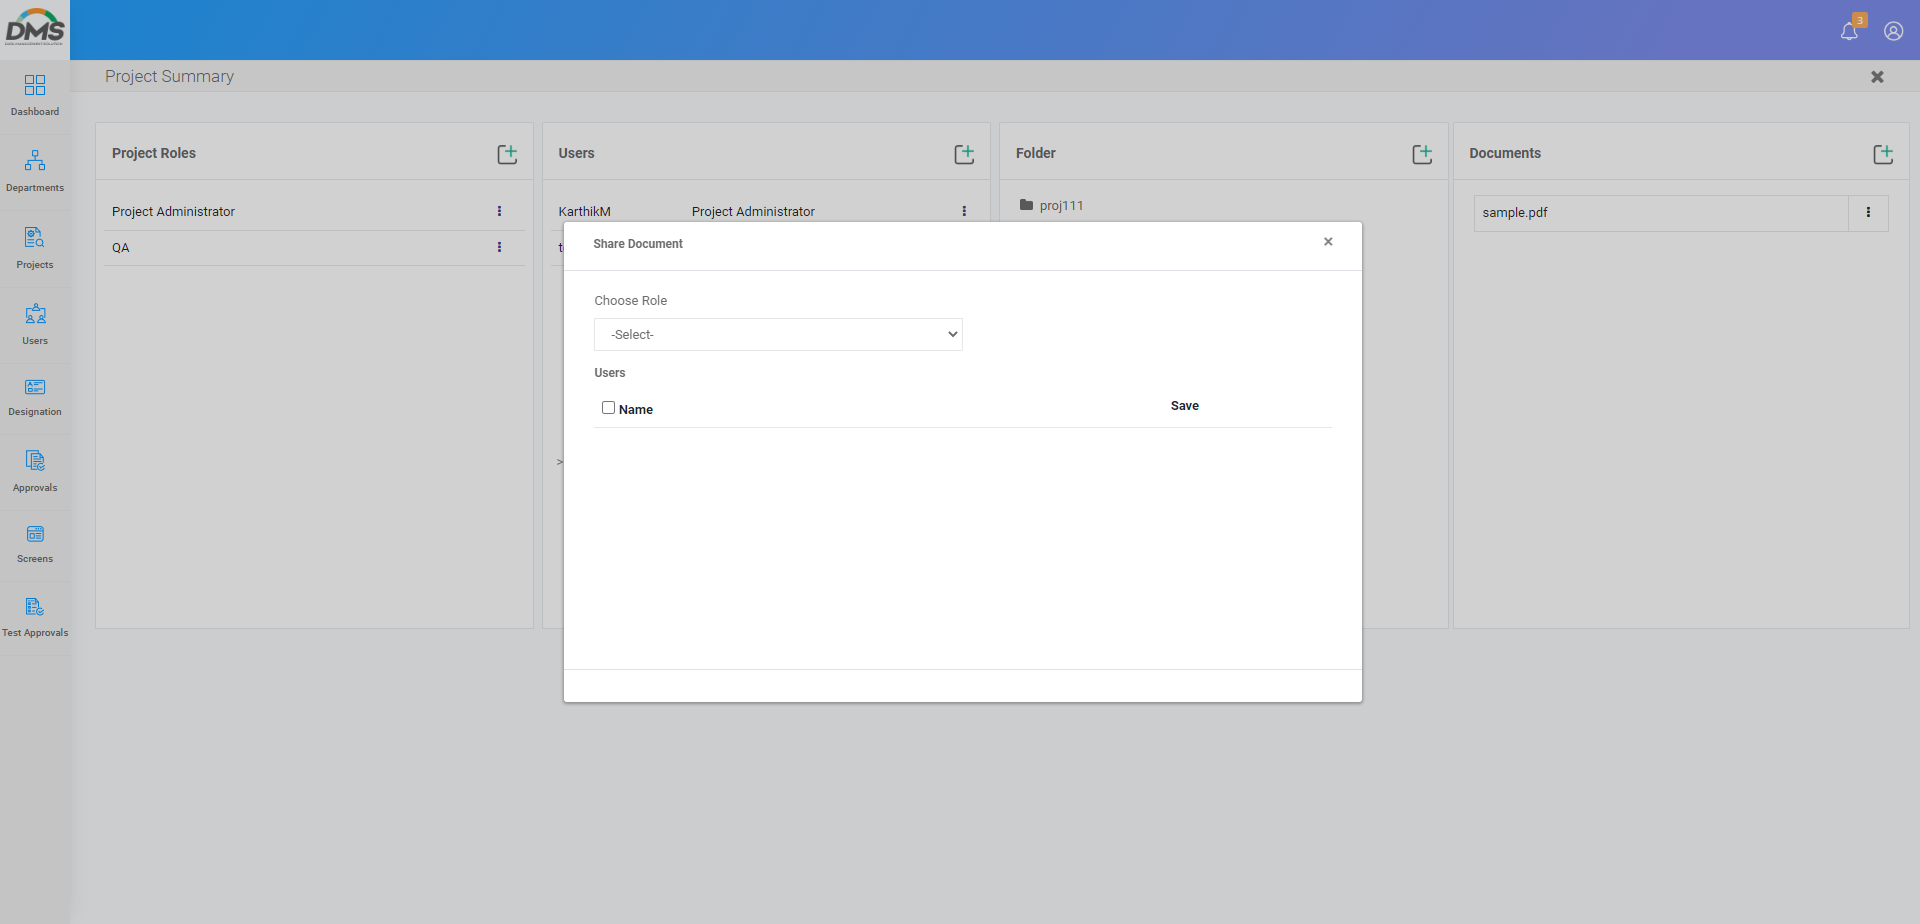 DMS
3
Project Summary
Dashboard
Departments
Projects
Users
Designation
Approvals
Screens
Test Approvals
Project Roles
Project Administrator
QA
Users
KarthikM Project Administrator
>
Folder
proj111
Documents
sample.pdf
Share Document
Choose Role
-Select-
Users
Name Save